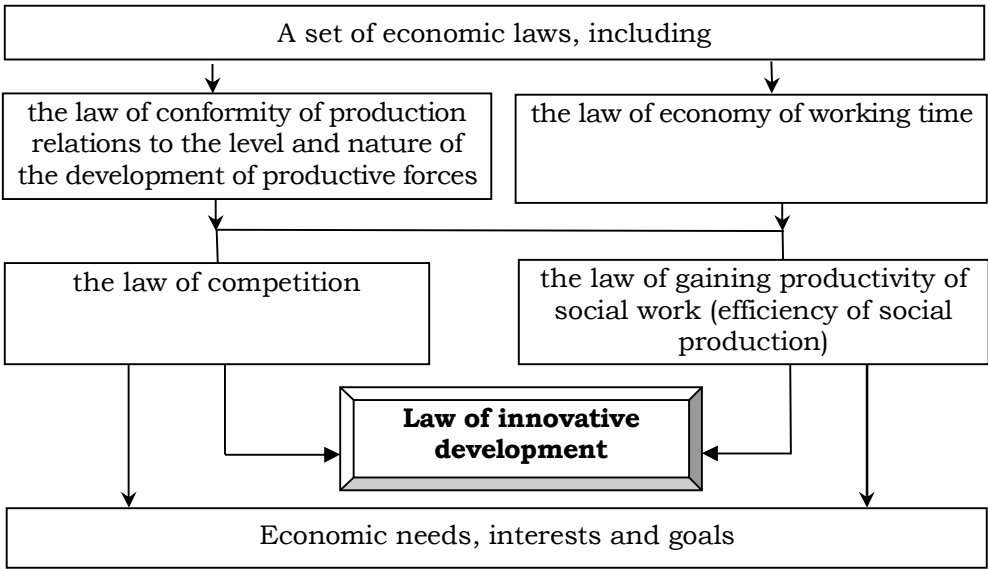 A set of economic laws, including
the law of conformity of production
relations to the level and nature of
the development of productive forces
the law of economy of working time
the law of competition
the law of gaining productivity of
social work (efficiency of social
production)
Law of innovative
development
Economic needs, interests and goals